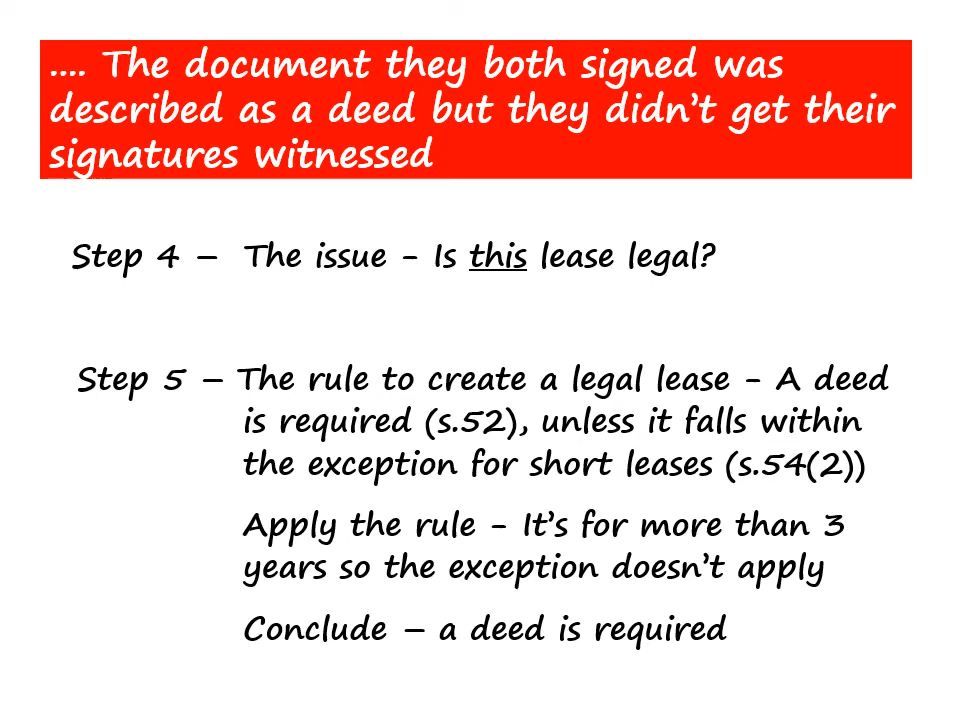 .... The document they both signed was
described as a deed but they didn't get their
signatures witnessed
Step 4 – The issue - Is this lease legal?
Step 5 – The rule to create a legal lease - A deed
is required (s.52), unless it falls within
the exception for short leases (s.54(2))
Apply the rule - It's for more than 3
years so the exception doesn't apply
Conclude – a deed is required